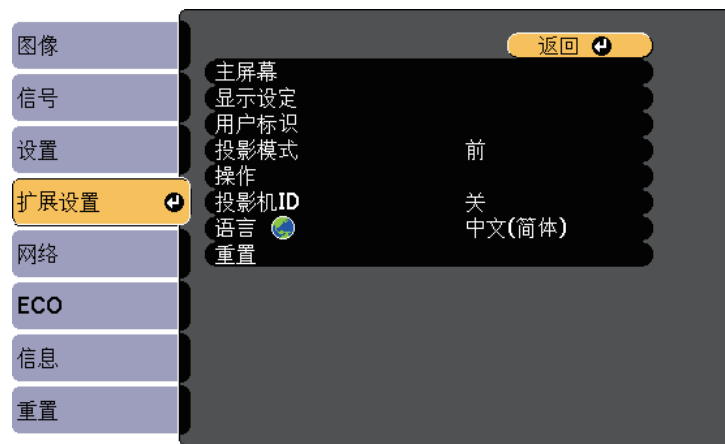 图像
信号
设置
扩展设置
网络
ECO
信息
重置
返回
主屏幕
显示设定
用户标识
投影模式 前
操作
投影机ID 关
语言 中文(简体)
重置